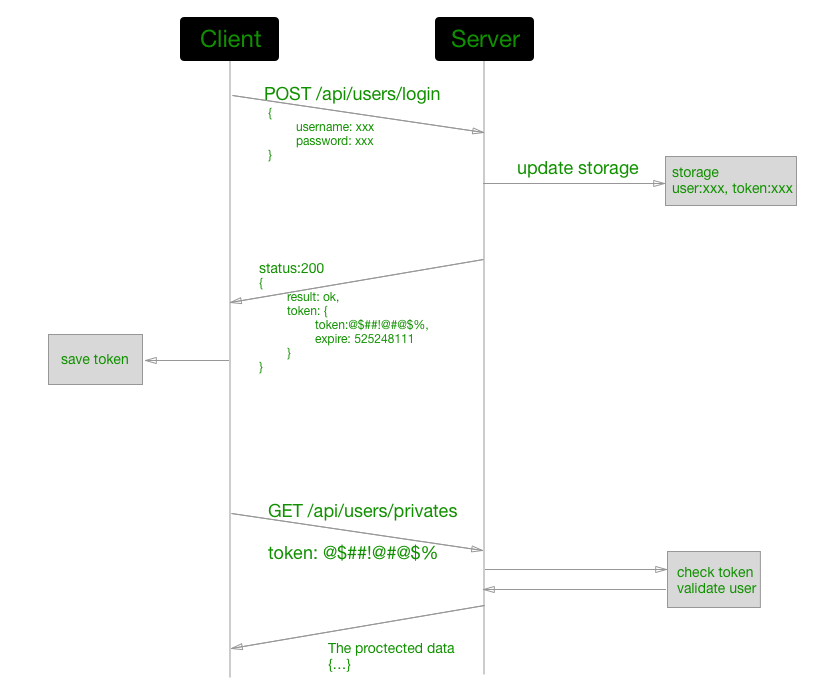 Client
Server
POST /api/users/login
{
username: xxx
password: xxx
}
update storage
storage
user:xxx, token:xxx
status:200
{
result: ok,
token: {
token:@$##!@#@$%,
expire: 525248111
}
}
save token
GET /api/users/privates
token: @$##!@#@$%
check token
validate user
The proctected data
{...}